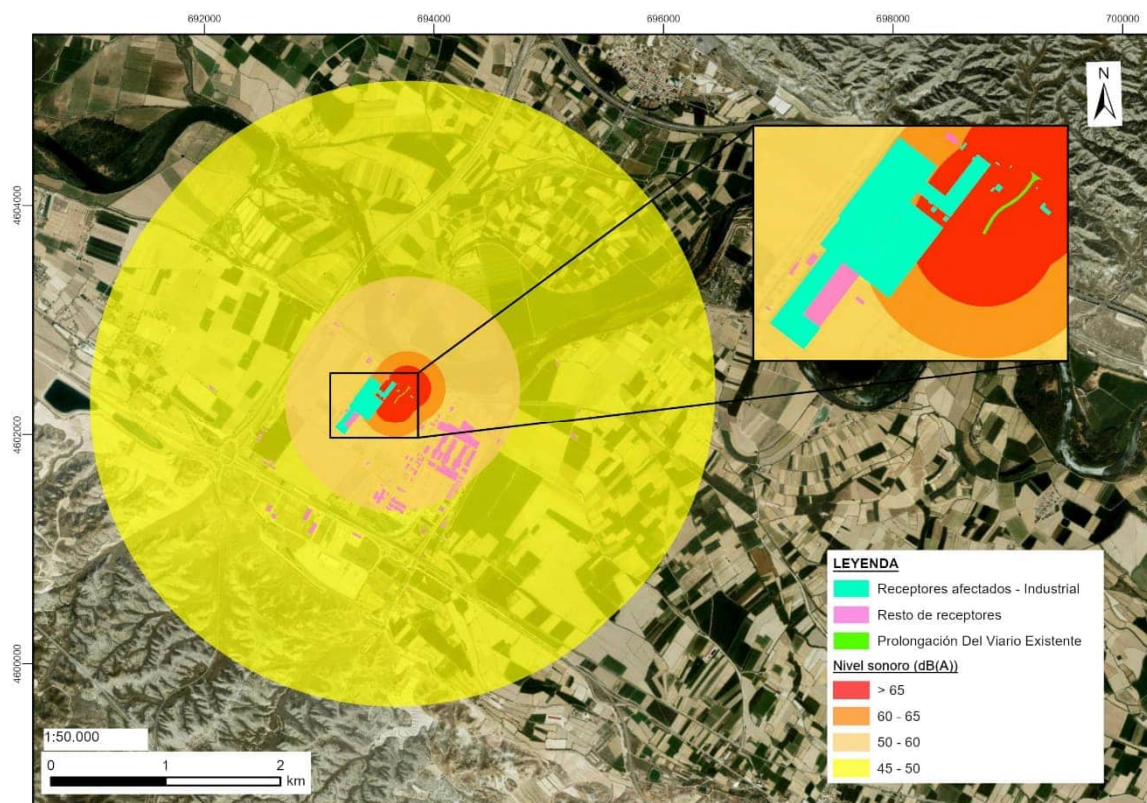 692000 694000 696000 698000 700000
N
4604000
4602000
4600000
LEYENDA
Receptores afectados - Industrial
Resto de receptores
Prolongación Del Viario Existente
Nivel sonoro (dB(A))
> 65
60 - 65
50 - 60
45 - 50
1:50.000
0 1 2
km